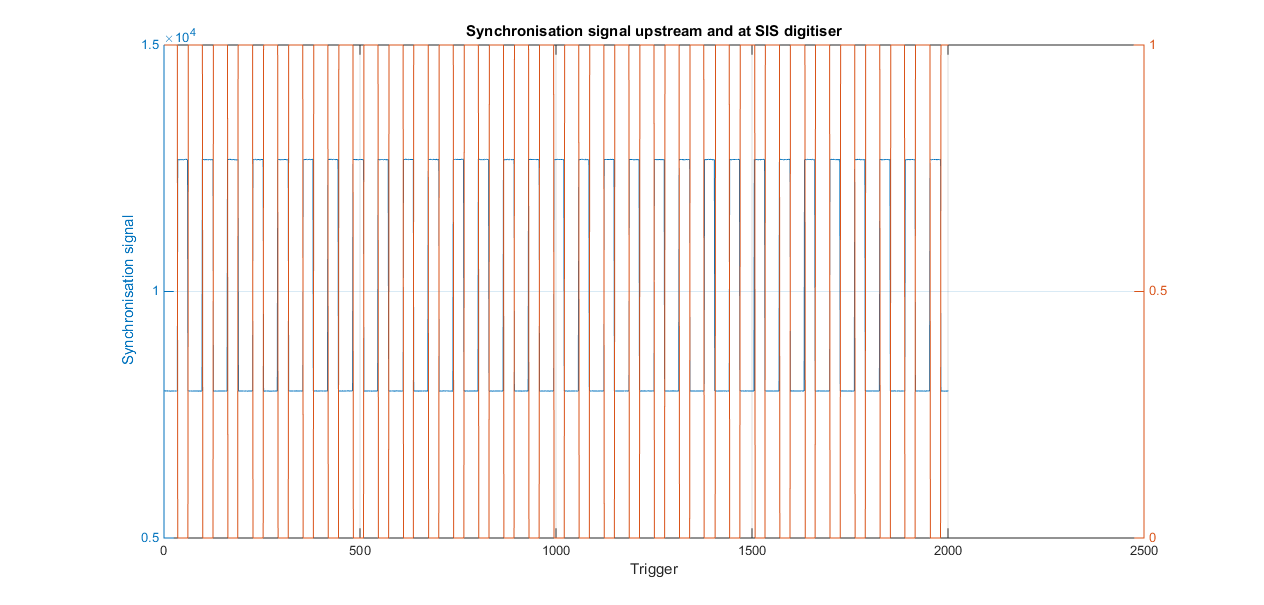 Synchronisation signal upstream and at SIS digitiser
×10⁴
1.5
1
0.5
Synchronisation signal
1
0.5
0
0 500 1000 1500 2000 2500
Trigger